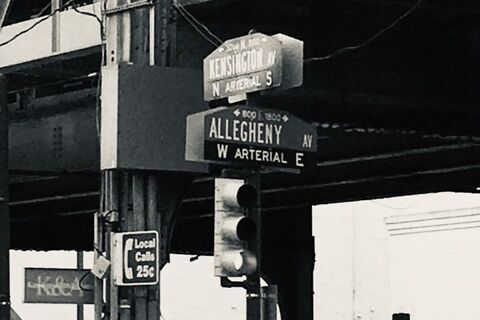 KENSINGTON AV
N ARTERIAL S
800 E 1800
ALLEGHENY AV
W ARTERIAL E
Local
Calls
25¢
K&A